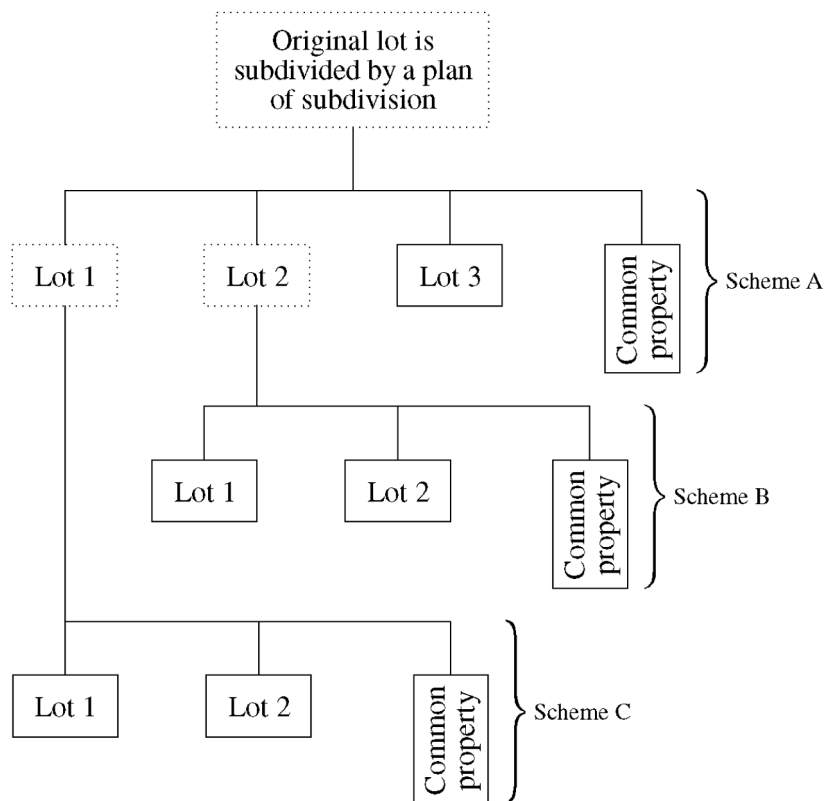 Original lot is
subdivided by a plan
of subdivision
Lot 1
Lot 2
Lot 3
Common
property
Scheme A
Lot 1
Lot 2
Common
property
Scheme B
Lot 1
Lot 2
Common
property
Scheme C